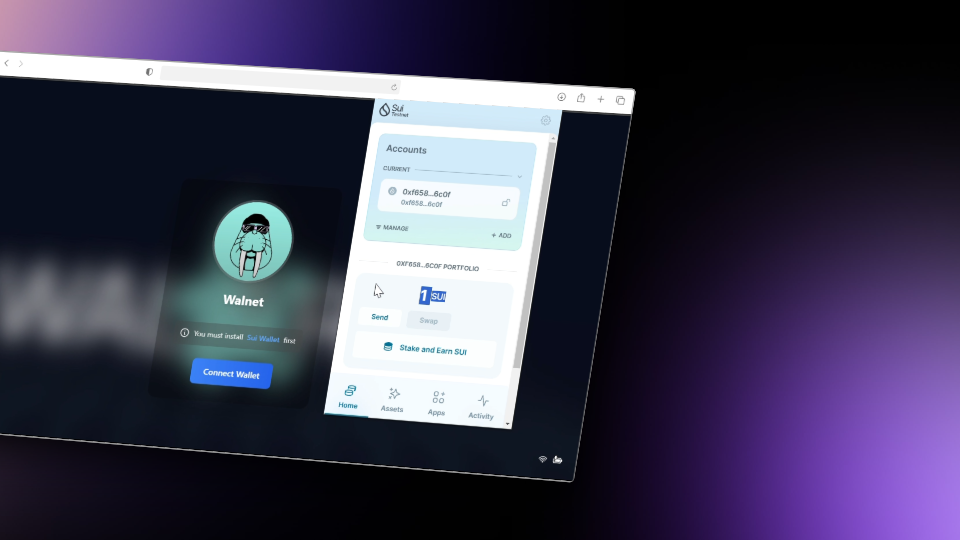 Sui
Testnet
Accounts
CURRENT
0xf658...6c0f
0xf658...6c0f
MANAGE
+ ADD
0XF658...6C0F PORTFOLIO
1 SUI
Send
Swap
Stake and Earn SUI
Home
Assets
Apps
Activity
Walnet
You must install Sui Wallet first
Connect Wallet